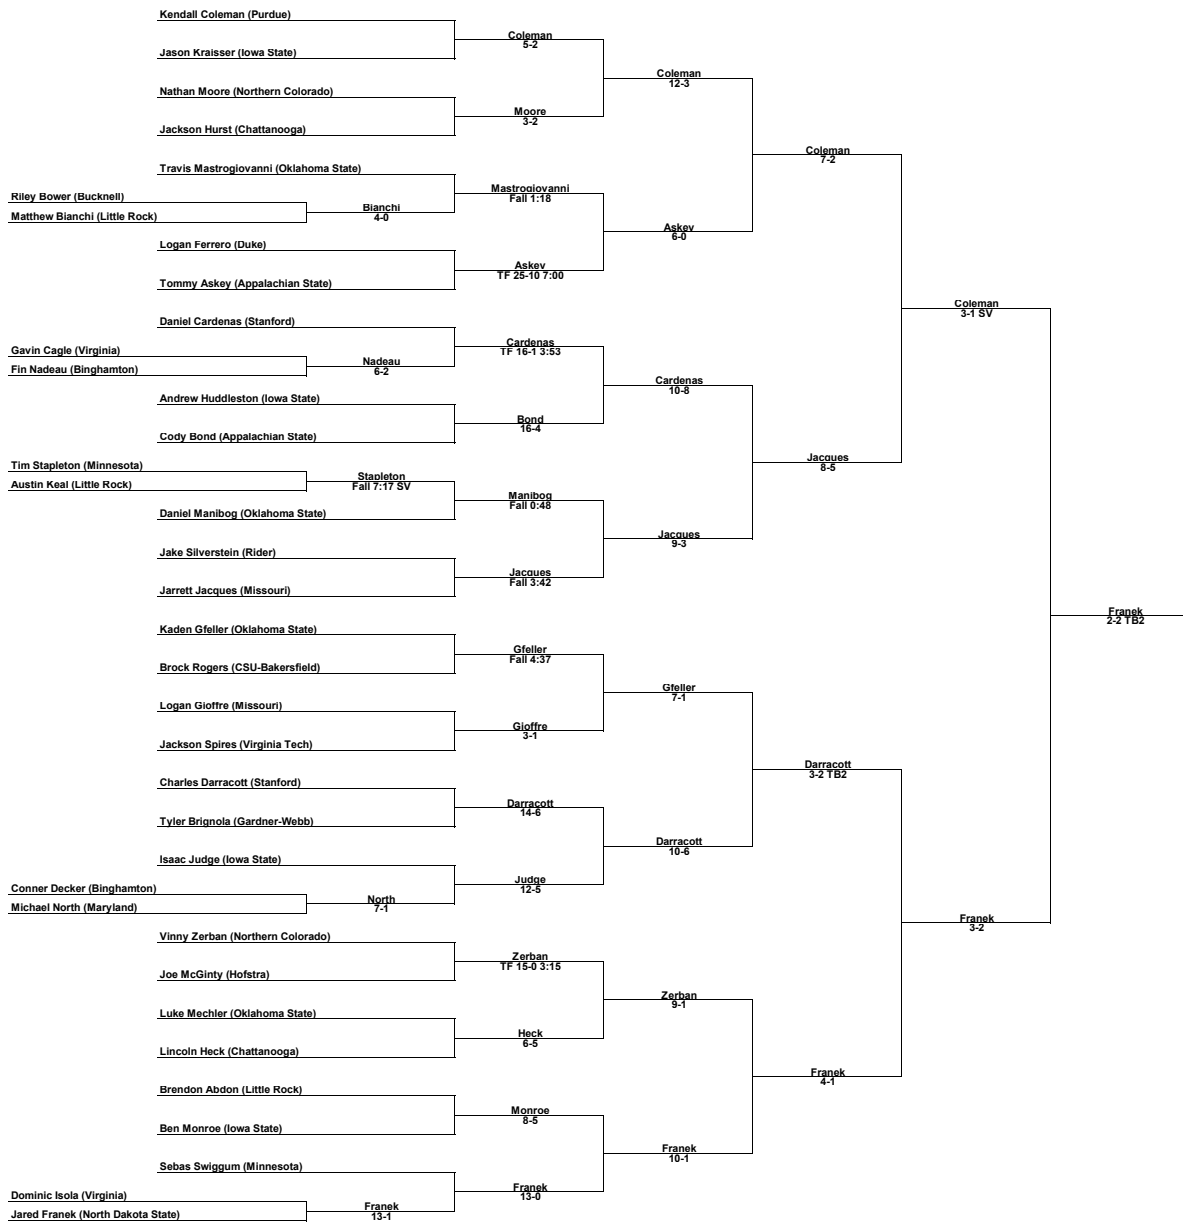 Kendall Coleman (Purdue)
Coleman
5-2
Jason Kraisser (Iowa State)
Coleman
12-3
Nathan Moore (Northern Colorado)
Moore
3-2
Jackson Hurst (Chattanooga)
Coleman
7-2
Travis Mastrogiovanni (Oklahoma State)
Mastrogiovanni
Fall 1:18
Riley Bower (Bucknell)
Bianchi
4-0
Matthew Bianchi (Little Rock)
Askey
6-0
Logan Ferrero (Duke)
Askey
TF 25-10 7:00
Tommy Askey (Appalachian State)
Coleman
3-1 SV
Daniel Cardenas (Stanford)
Cardenas
TF 16-1 3:53
Gavin Cagle (Virginia)
Nadeau
6-2
Fin Nadeau (Binghamton)
Cardenas
10-8
Andrew Huddleston (Iowa State)
Bond
16-4
Cody Bond (Appalachian State)
Jacques
8-5
Tim Stapleton (Minnesota)
Stapleton
Fall 7:17 SV
Austin Keal (Little Rock)
Manibog
Fall 0:48
Daniel Manibog (Oklahoma State)
Jacques
9-3
Jake Silverstein (Rider)
Jacques
Fall 3:42
Jarrett Jacques (Missouri)
Franek
2-2 TB2
Kaden Gfeller (Oklahoma State)
Gfeller
Fall 4:37
Brock Rogers (CSU-Bakersfield)
Gfeller
7-1
Logan Gioffre (Missouri)
Gioffre
3-1
Jackson Spires (Virginia Tech)
Darracott
3-2 TB2
Charles Darracott (Stanford)
Darracott
14-6
Tyler Brignola (Gardner-Webb)
Darracott
10-6
Isaac Judge (Iowa State)
Judge
12-5
Conner Decker (Binghamton)
North
7-1
Michael North (Maryland)
Franek
3-2
Vinny Zerban (Northern Colorado)
Zerban
TF 15-0 3:15
Joe McGinty (Hofstra)
Zerban
9-1
Luke Mechler (Oklahoma State)
Heck
6-5
Lincoln Heck (Chattanooga)
Franek
4-1
Brendon Abdon (Little Rock)
Monroe
8-5
Ben Monroe (Iowa State)
Franek
10-1
Sebas Swiggum (Minnesota)
Franek
13-0
Dominic Isola (Virginia)
Franek
13-1
Jared Franek (North Dakota State)